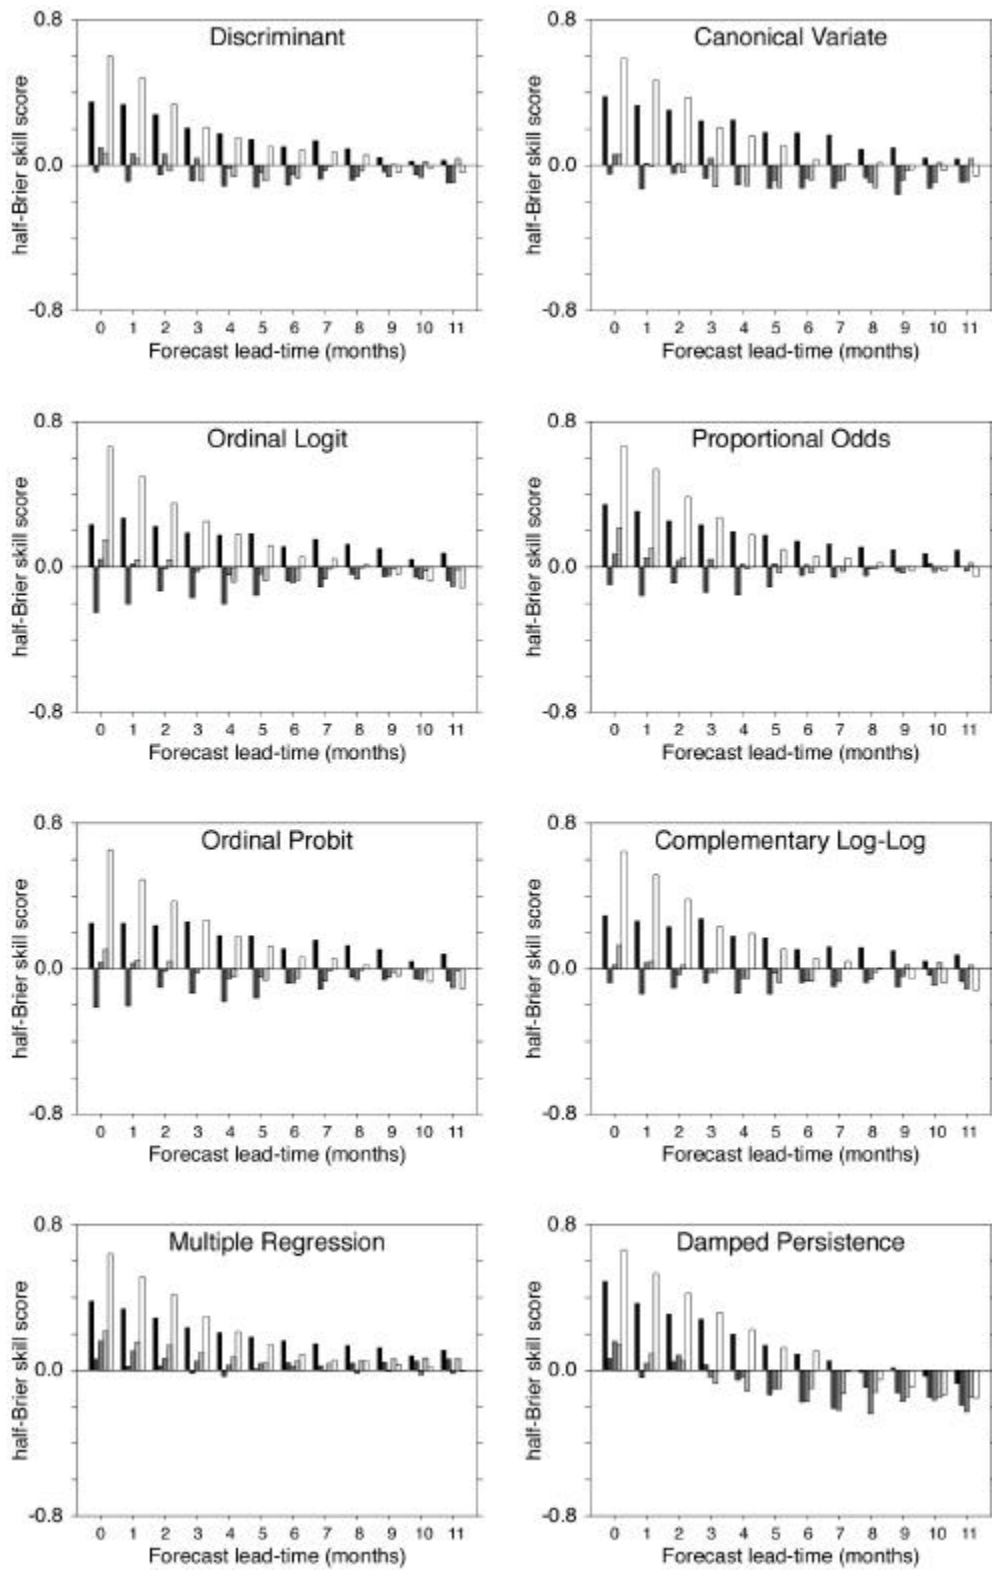 Discriminant
half-Brier skill score
0.8
0.0
-0.8
0 1 2 3 4 5 6 7 8 9 10 11
Forecast lead-time (months)
Canonical Variate
half-Brier skill score
0.8
0.0
-0.8
0 1 2 3 4 5 6 7 8 9 10 11
Forecast lead-time (months)
Ordinal Logit
half-Brier skill score
0.8
0.0
-0.8
0 1 2 3 4 5 6 7 8 9 10 11
Forecast lead-time (months)
Proportional Odds
half-Brier skill score
0.8
0.0
-0.8
0 1 2 3 4 5 6 7 8 9 10 11
Forecast lead-time (months)
Ordinal Probit
half-Brier skill score
0.8
0.0
-0.8
0 1 2 3 4 5 6 7 8 9 10 11
Forecast lead-time (months)
Complementary Log-Log
half-Brier skill score
0.8
0.0
-0.8
0 1 2 3 4 5 6 7 8 9 10 11
Forecast lead-time (months)
Multiple Regression
half-Brier skill score
0.8
0.0
-0.8
0 1 2 3 4 5 6 7 8 9 10 11
Forecast lead-time (months)
Damped Persistence
half-Brier skill score
0.8
0.0
-0.8
0 1 2 3 4 5 6 7 8 9 10 11
Forecast lead-time (months)